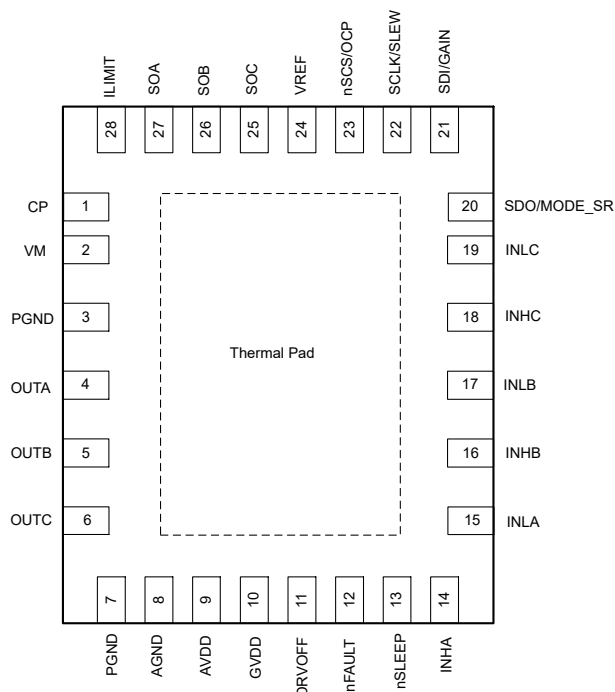 ILIMIT
SOA
SOB
SOC
VREF
nSCS/OCP
SCLK/SLEW
SDI/GAIN
28
27
26
25
24
23
22
21
CP
1
20
SDO/MODE_SR
VM
2
19
INLC
PGND
3
18
INHC
Thermal Pad
OUTA
4
17
INLB
OUTB
5
16
INHB
OUTC
6
15
INLA
7
8
9
10
11
12
13
14
PGND
AGND
AVDD
GVDD
DRVOFF
nFAULT
nSLEEP
INHA